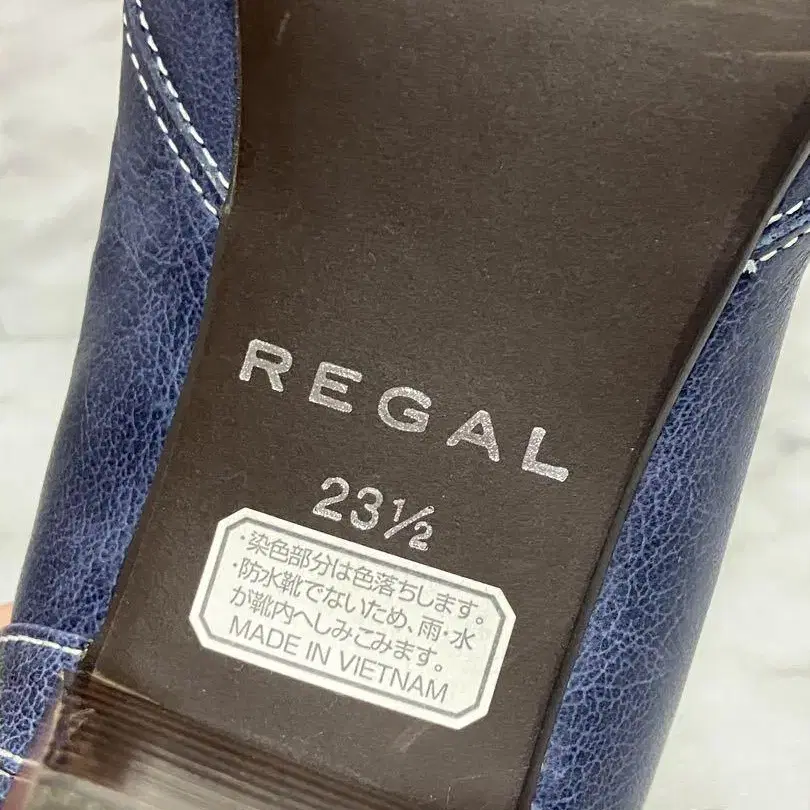 REGAL
23½
・染色部分は色落ちします。
・防水靴でないため、雨・水
が靴内へしみこみます。
MADE IN VIETNAM